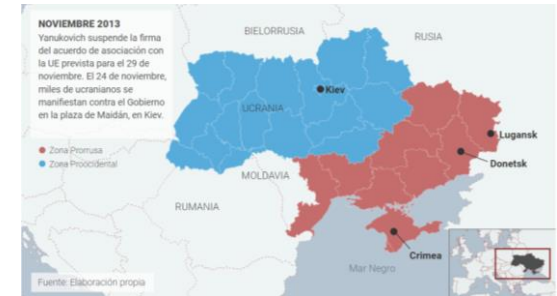 NOVIEMBRE 2013
Yanukovich suspende la firma
del acuerdo de asociación con
la UE prevista para el 29 de
noviembre. El 24 de noviembre,
miles de ucranianos se
manifiestan contra el Gobierno
en la plaza de Maidán, en Kiev.
Zona Prorrusa
Zona Proocidental
BIELORRUSIA
RUSIA
Kiev
UCRANIA
Lugansk
Donetsk
MOLDAVIA
RUMANIA
Crimea
Mar Negro
Fuente: Elaboración propia